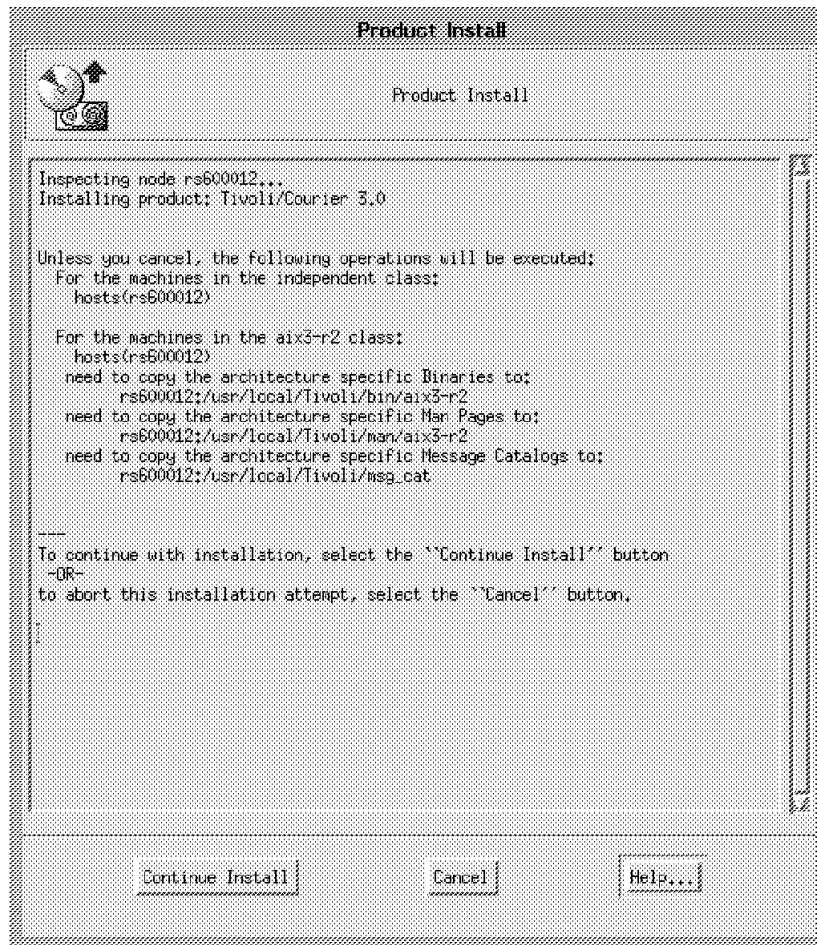 Product Install
Product Install
Inspecting node rs600012...
Installing product: Tivoli/Courier 3.0
Unless you cancel, the following operations will be executed:
For the machines in the independent class:
hosts(rs600012)
For the machines in the aix3-r2 class:
hosts(rs600012)
need to copy the architecture specific Binaries to:
rs600012:/usr/local/Tivoli/bin/aix3-r2
need to copy the architecture specific Man Pages to:
rs600012:/usr/local/Tivoli/man/aix3-r2
need to copy the architecture specific Message Catalogs to:
rs600012:/usr/local/Tivoli/msg_cat
---
To continue with installation, select the ``Continue Install´´ button
-OR-
to abort this installation attempt, select the ``Cancel´´ button.
Continue Install Cancel Help...